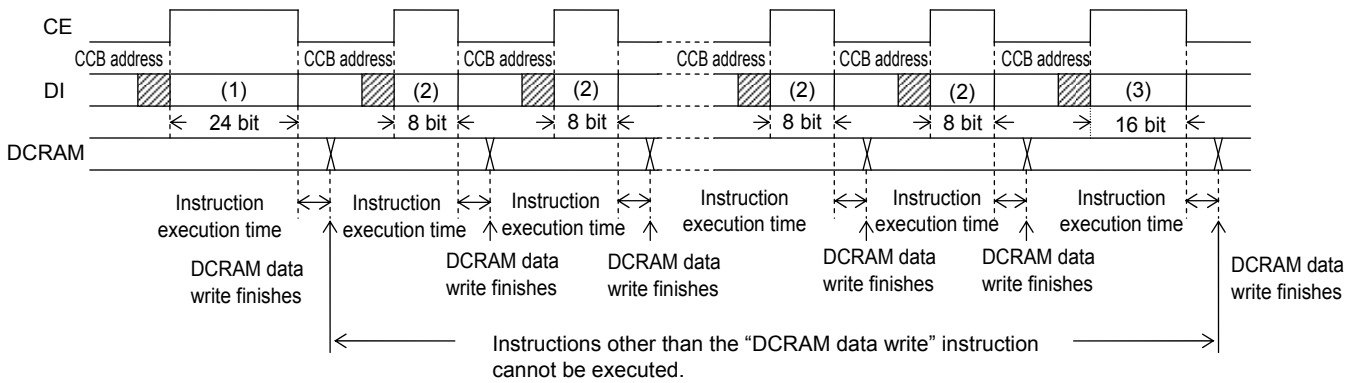 CE
CCB address CCB address CCB address CCB address CCB address CCB address
DI (1) (2) (2) (2) (2) (3)
24 bit 8 bit 8 bit 8 bit 8 bit 16 bit
DCRAM
Instruction Instruction Instruction Instruction Instruction Instruction
execution time execution time execution time execution time execution time execution time
DCRAM data DCRAM data DCRAM data DCRAM data DCRAM data DCRAM data
write finishes write finishes write finishes write finishes write finishes write finishes
Instructions other than the “DCRAM data write” instruction
cannot be executed.